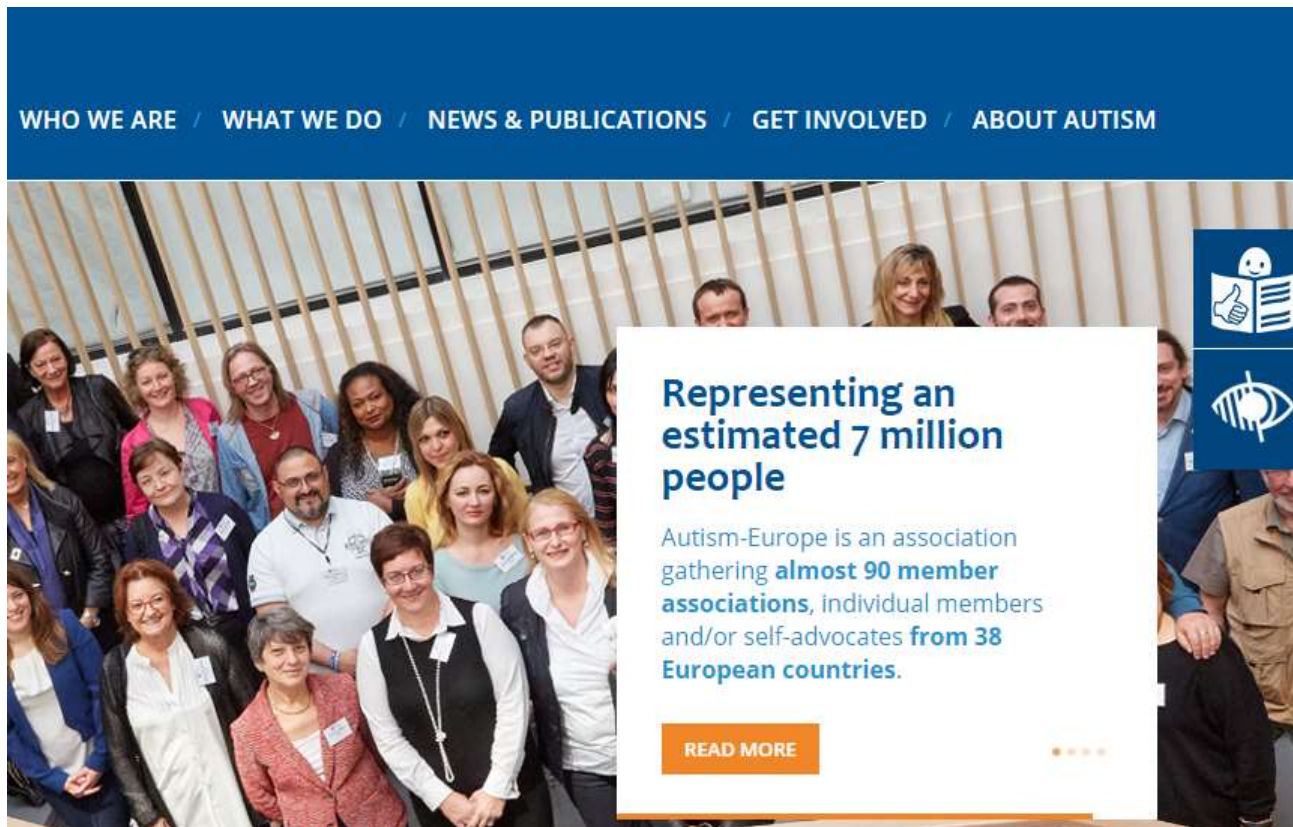 WHO WE ARE / WHAT WE DO / NEWS & PUBLICATIONS / GET INVOLVED / ABOUT AUTISM
Representing an
estimated 7 million
people
Autism-Europe is an association
gathering almost 90 member
associations, individual members
and/or self-advocates from 38
European countries.
READ MORE